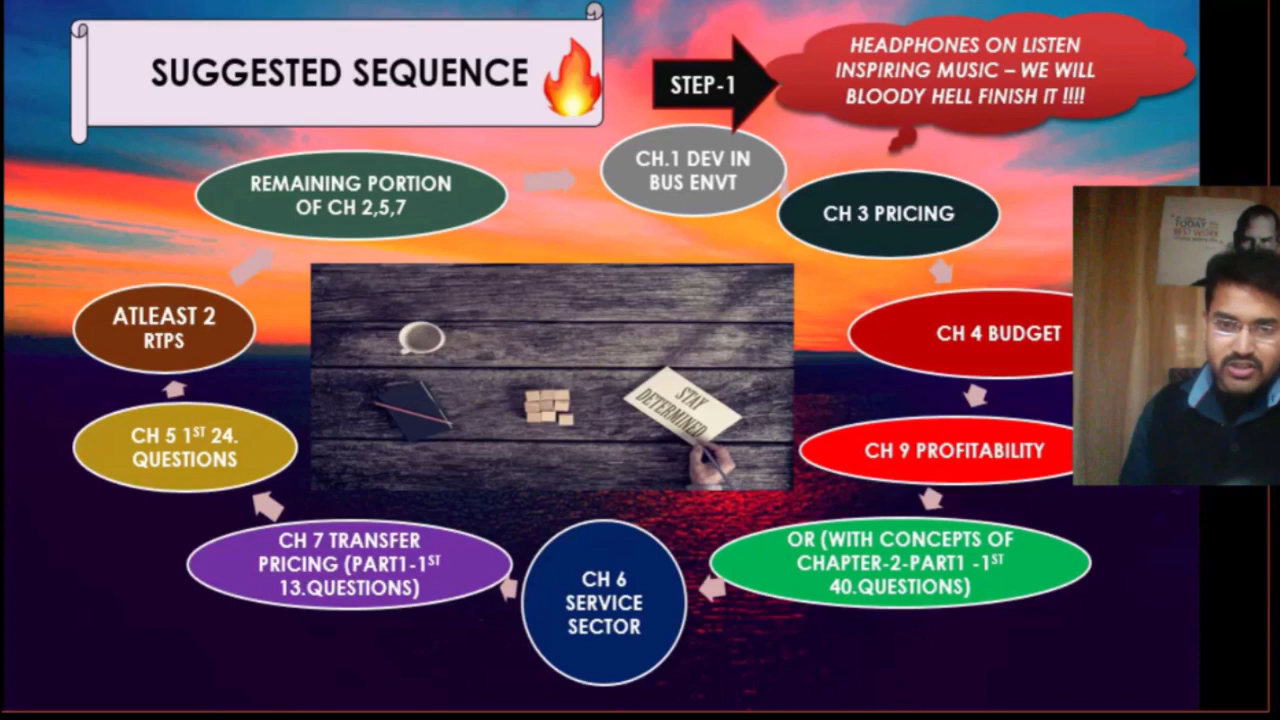 SUGGESTED SEQUENCE
STEP-1
HEADPHONES ON LISTEN
INSPIRING MUSIC – WE WILL
BLOODY HELL FINISH IT !!!!
CH.1 DEV IN
BUS ENVT
CH 3 PRICING
CH 4 BUDGET
CH 9 PROFITABILITY
OR (WITH CONCEPTS OF
CHAPTER-2-PART1 -1ST
40.QUESTIONS)
CH 6
SERVICE
SECTOR
CH 7 TRANSFER
PRICING (PART1-1ST
13.QUESTIONS)
CH 5 1ST 24.
QUESTIONS
ATLEAST 2
RTPS
REMAINING PORTION
OF CH 2,5,7
STAY
DETERMINED
TODAY
BEST WORK